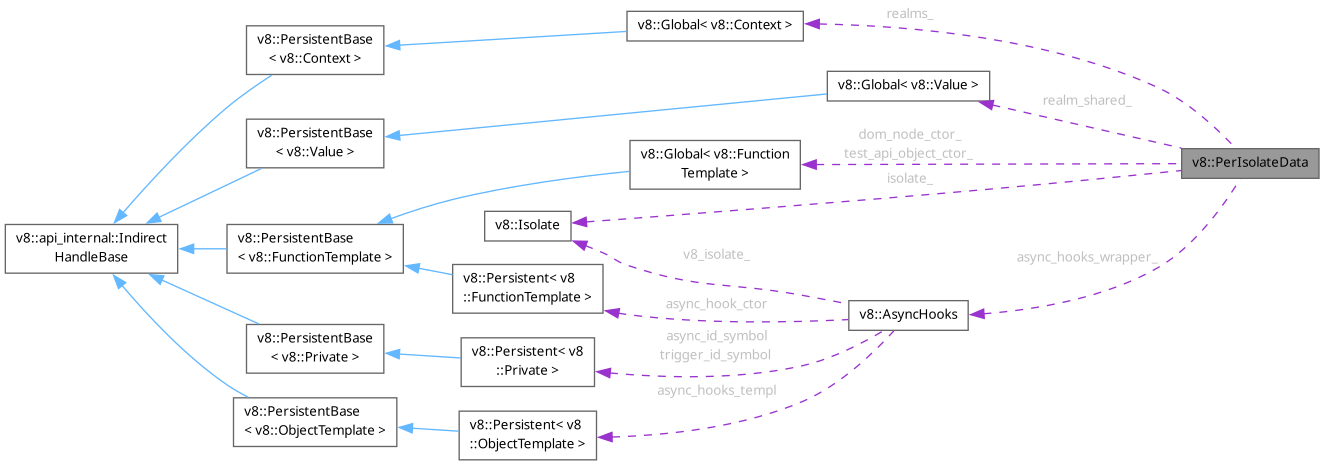 realms_
v8::Global< v8::Context >
v8::PersistentBase
< v8::Context >
v8::Global< v8::Value >
realm_shared_
v8::PersistentBase
< v8::Value >
dom_node_ctor_
test_api_object_ctor_
v8::Global< v8::Function
Template >
v8::PerIsolateData
isolate_
v8::Isolate
v8::api_internal::Indirect
HandleBase
v8::PersistentBase
< v8::FunctionTemplate >
v8_isolate_
async_hooks_wrapper_
v8::Persistent< v8
::FunctionTemplate >
async_hook_ctor
v8::AsyncHooks
v8::PersistentBase
< v8::Private >
v8::Persistent< v8
::Private >
async_id_symbol
trigger_id_symbol
async_hooks_templ
v8::PersistentBase
< v8::ObjectTemplate >
v8::Persistent< v8
::ObjectTemplate >